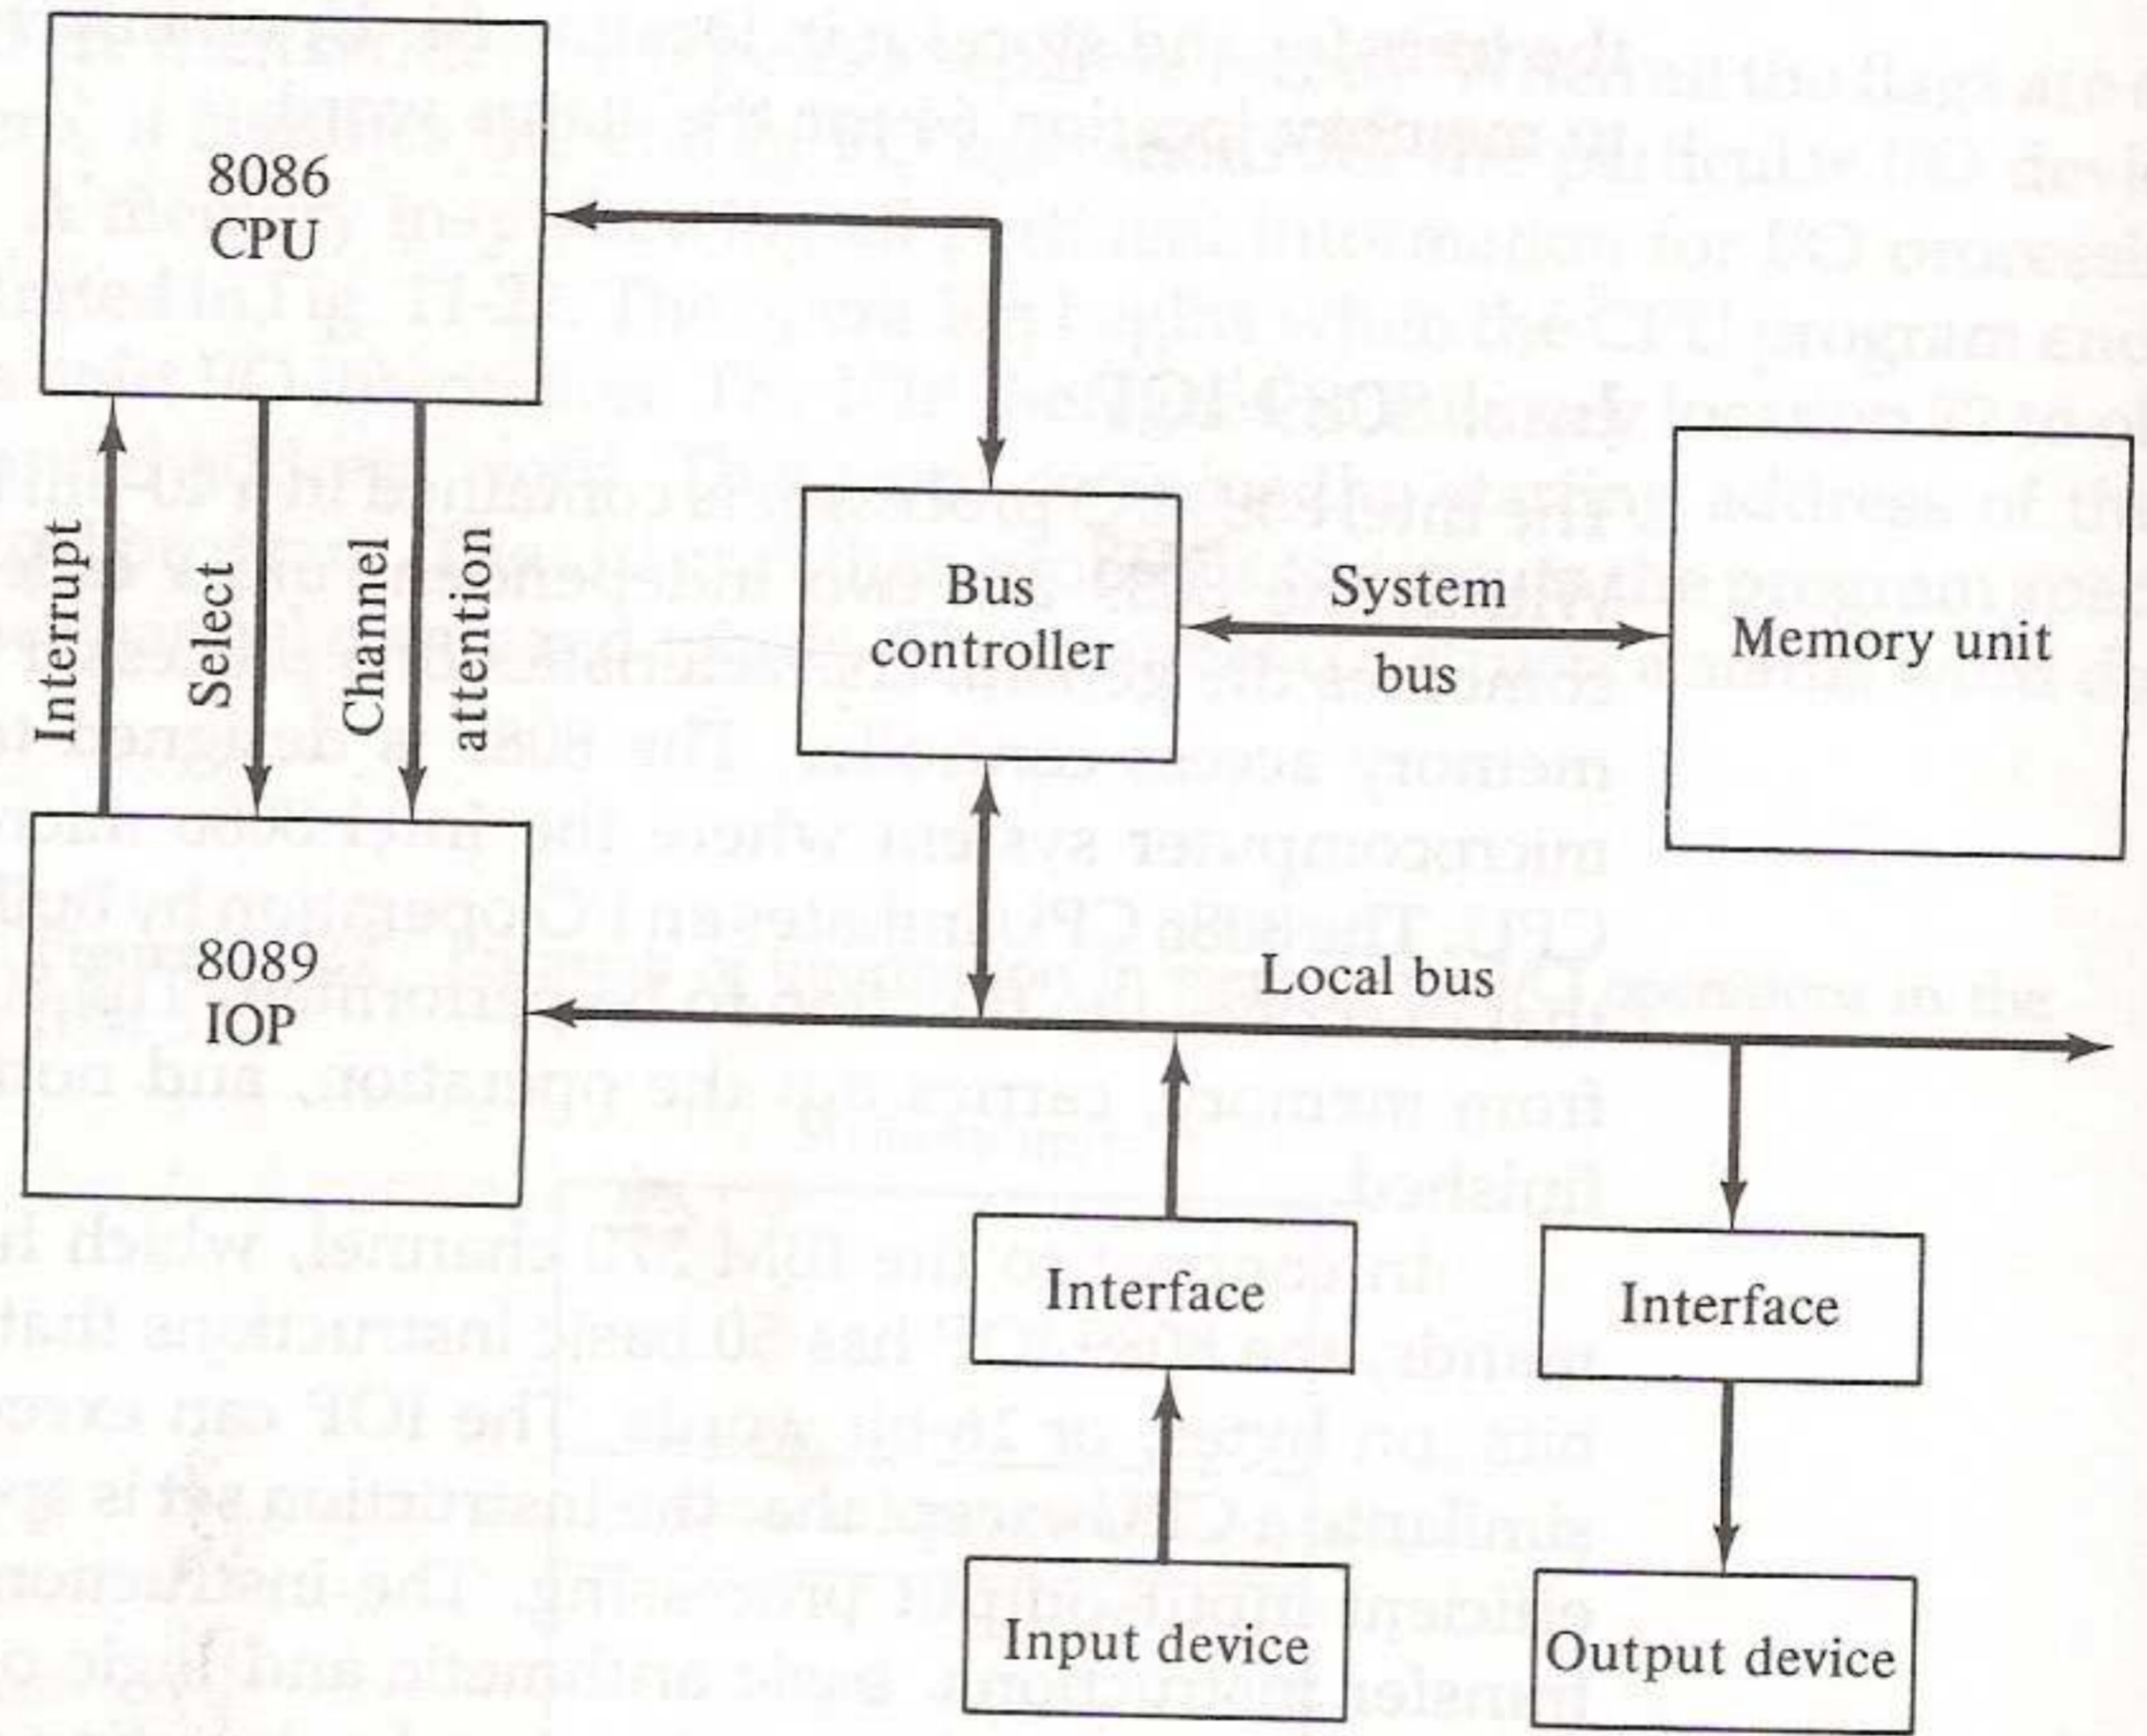 8086
CPU
Interrupt
Select
Channel
attention
Bus
controller
System
bus
Memory unit
8089
IOP
Local bus
Interface
Interface
Input device
Output device